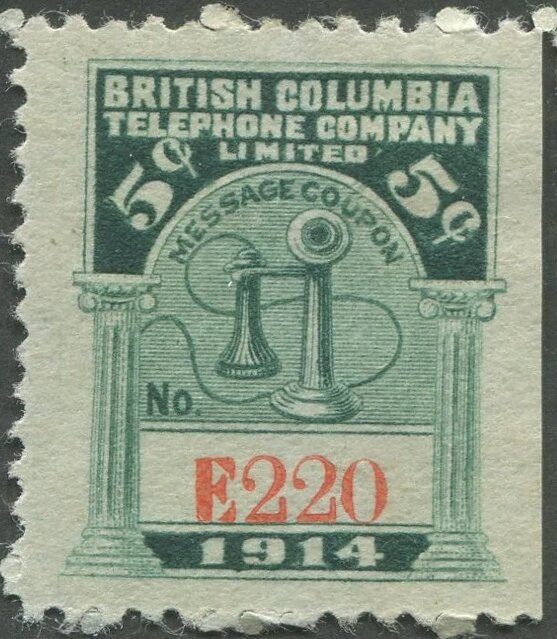 BRITISH COLUMBIA
TELEPHONE COMPANY
LIMITED
5¢ 5¢
MESSAGE COUPON
No.
E220
1914